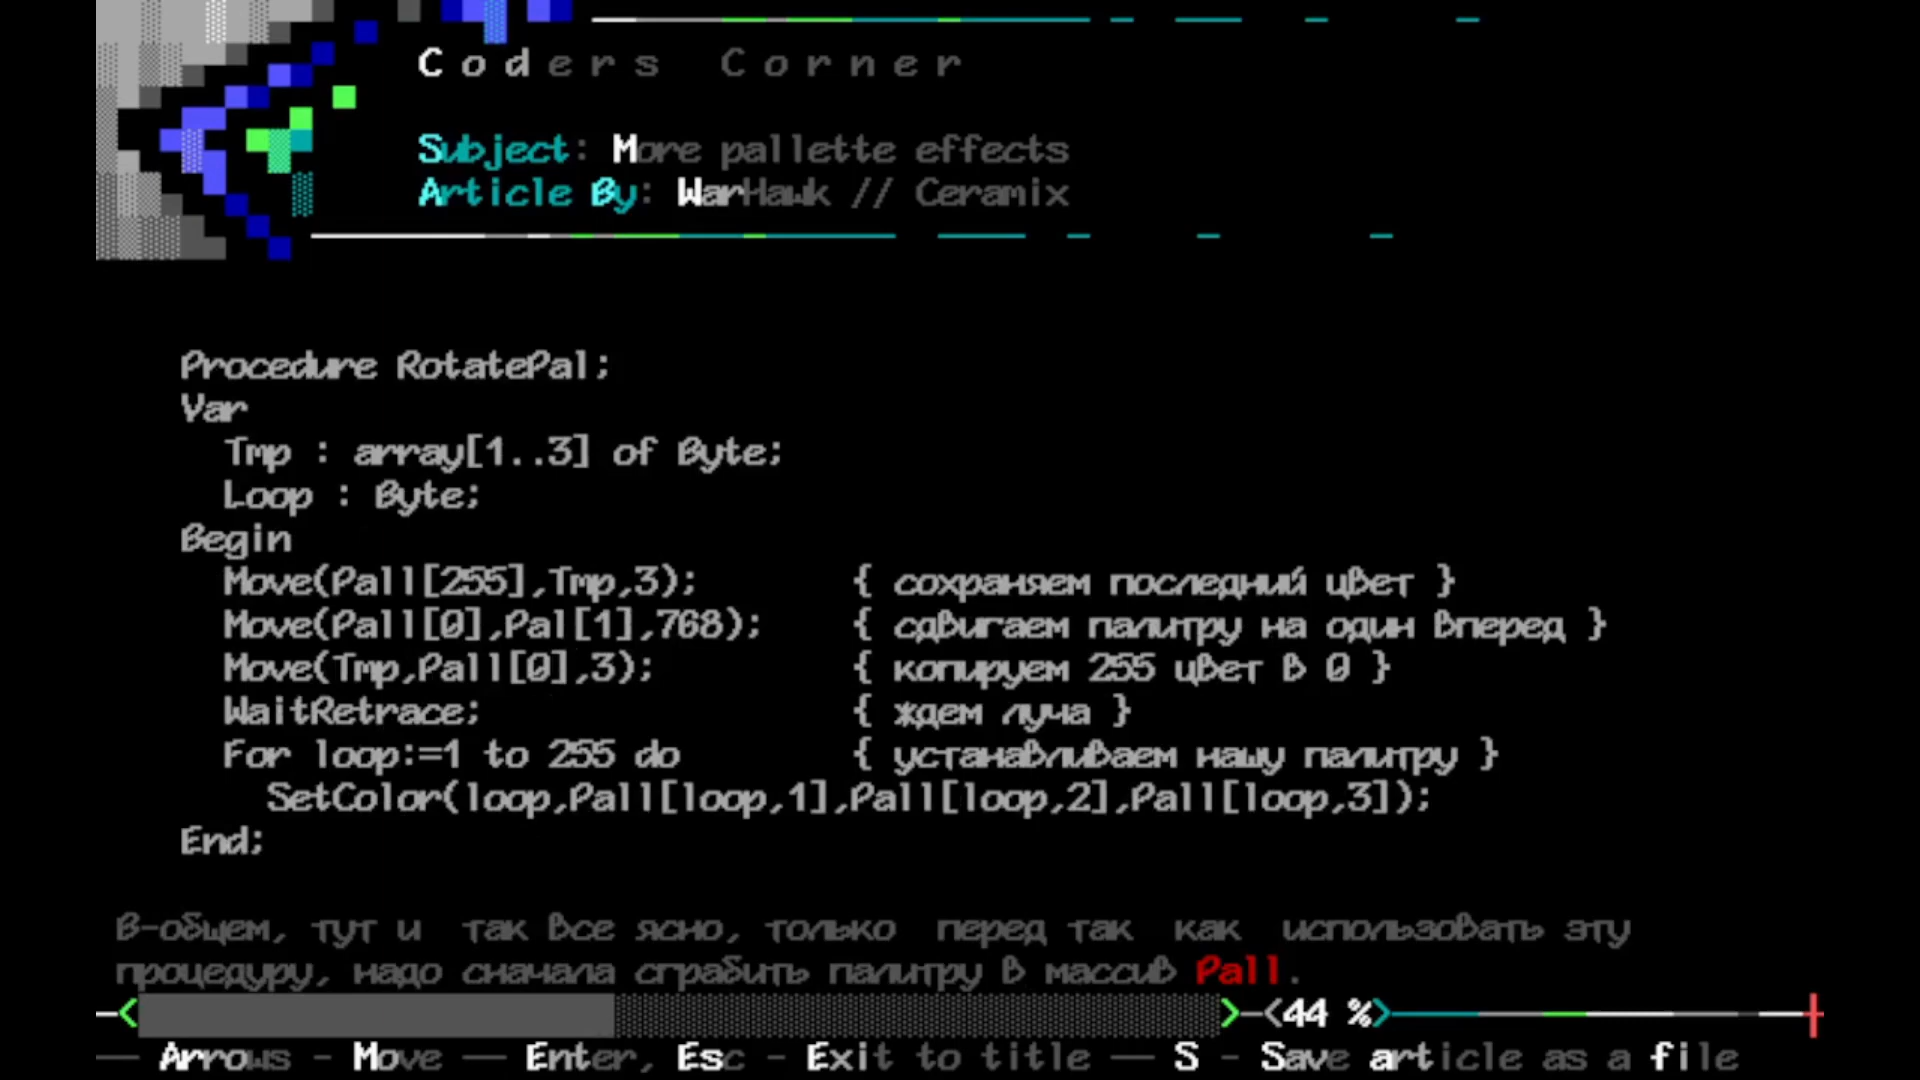 Coders Corner
Subject: More pallette effects
Article By: WarHawk // Ceramix
Procedure RotatePal;
Var
Tmp : array[1..3] of Byte;
Loop : Byte;
Begin
Move(Pall[255],Tmp,3); { сохраняем последний цвет }
Move(Pall[0],Pal[1],768); { сдвигаем палитру на один вперед }
Move(Tmp,Pall[0],3); { копируем 255 цвет в 0 }
WaitRetrace; { ждем луча }
For loop:=1 to 255 do { устанавливаем нашу палитру }
SetColor(loop,Pall[loop,1],Pall[loop,2],Pall[loop,3]);
End;
В-общем, тут и так все ясно, только перед так как использовать эту
процедуру, надо сначала сграбить палитру в массив Pall.
<44 %>
Arrows - Move — Enter, Esc - Exit to title — S - Save article as a file